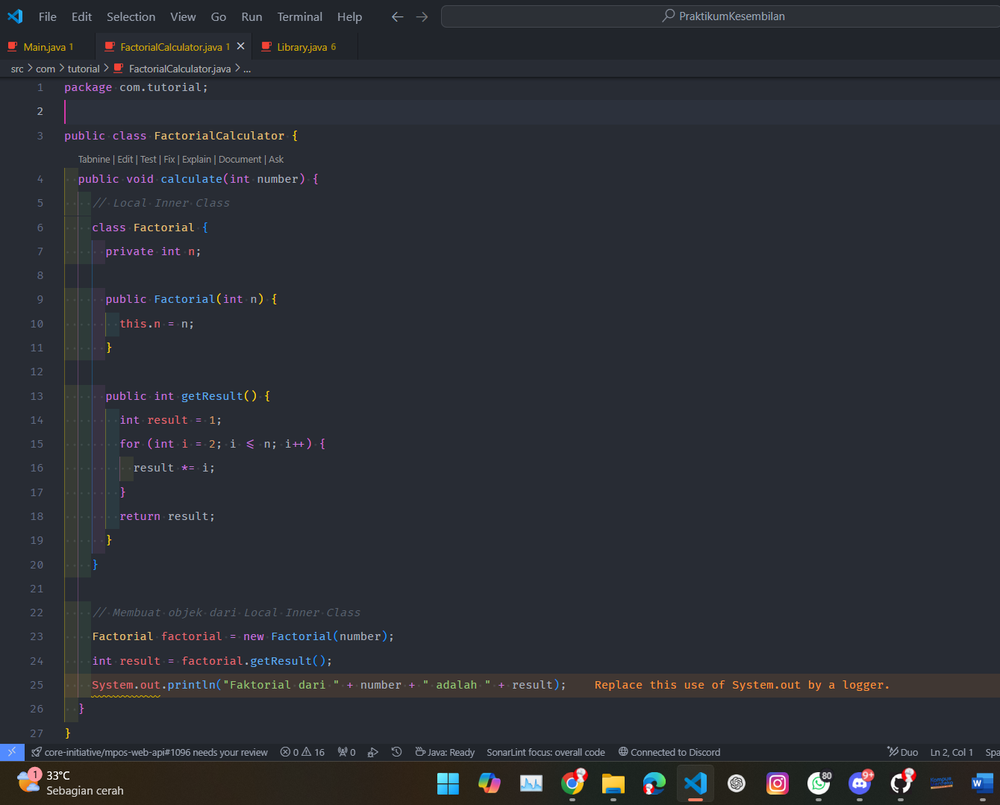 File Edit Selection View Go Run Terminal Help PraktikumKesembilan
Main.java 1 FactorialCalculator.java 1 Library.java 6
src > com > tutorial > FactorialCalculator.java > ...
1 package com.tutorial;
2
3 public class FactorialCalculator {
Tabnine | Edit | Test | Fix | Explain | Document | Ask
4 public void calculate(int number) {
5 // Local Inner Class
6 class Factorial {
7 private int n;
8
9 public Factorial(int n) {
10 this.n = n;
11 }
12
13 public int getResult() {
14 int result = 1;
15 for (int i = 2; i <= n; i++) {
16 result *= i;
17 }
18 return result;
19 }
20 }
21
22 // Membuat objek dari Local Inner Class
23 Factorial factorial = new Factorial(number);
24 int result = factorial.getResult();
25 System.out.println("Faktorial dari " + number + " adalah " + result); Replace this use of System.out by a logger.
26 }
27 }
core-initiative/mpos-web-api#1096 needs your review 0 16 0 Java: Ready SonarLint focus: overall code Connected to Discord Duo Ln 2, Col 1 Spa
1 33°C
Sebagian cerah
80 9+